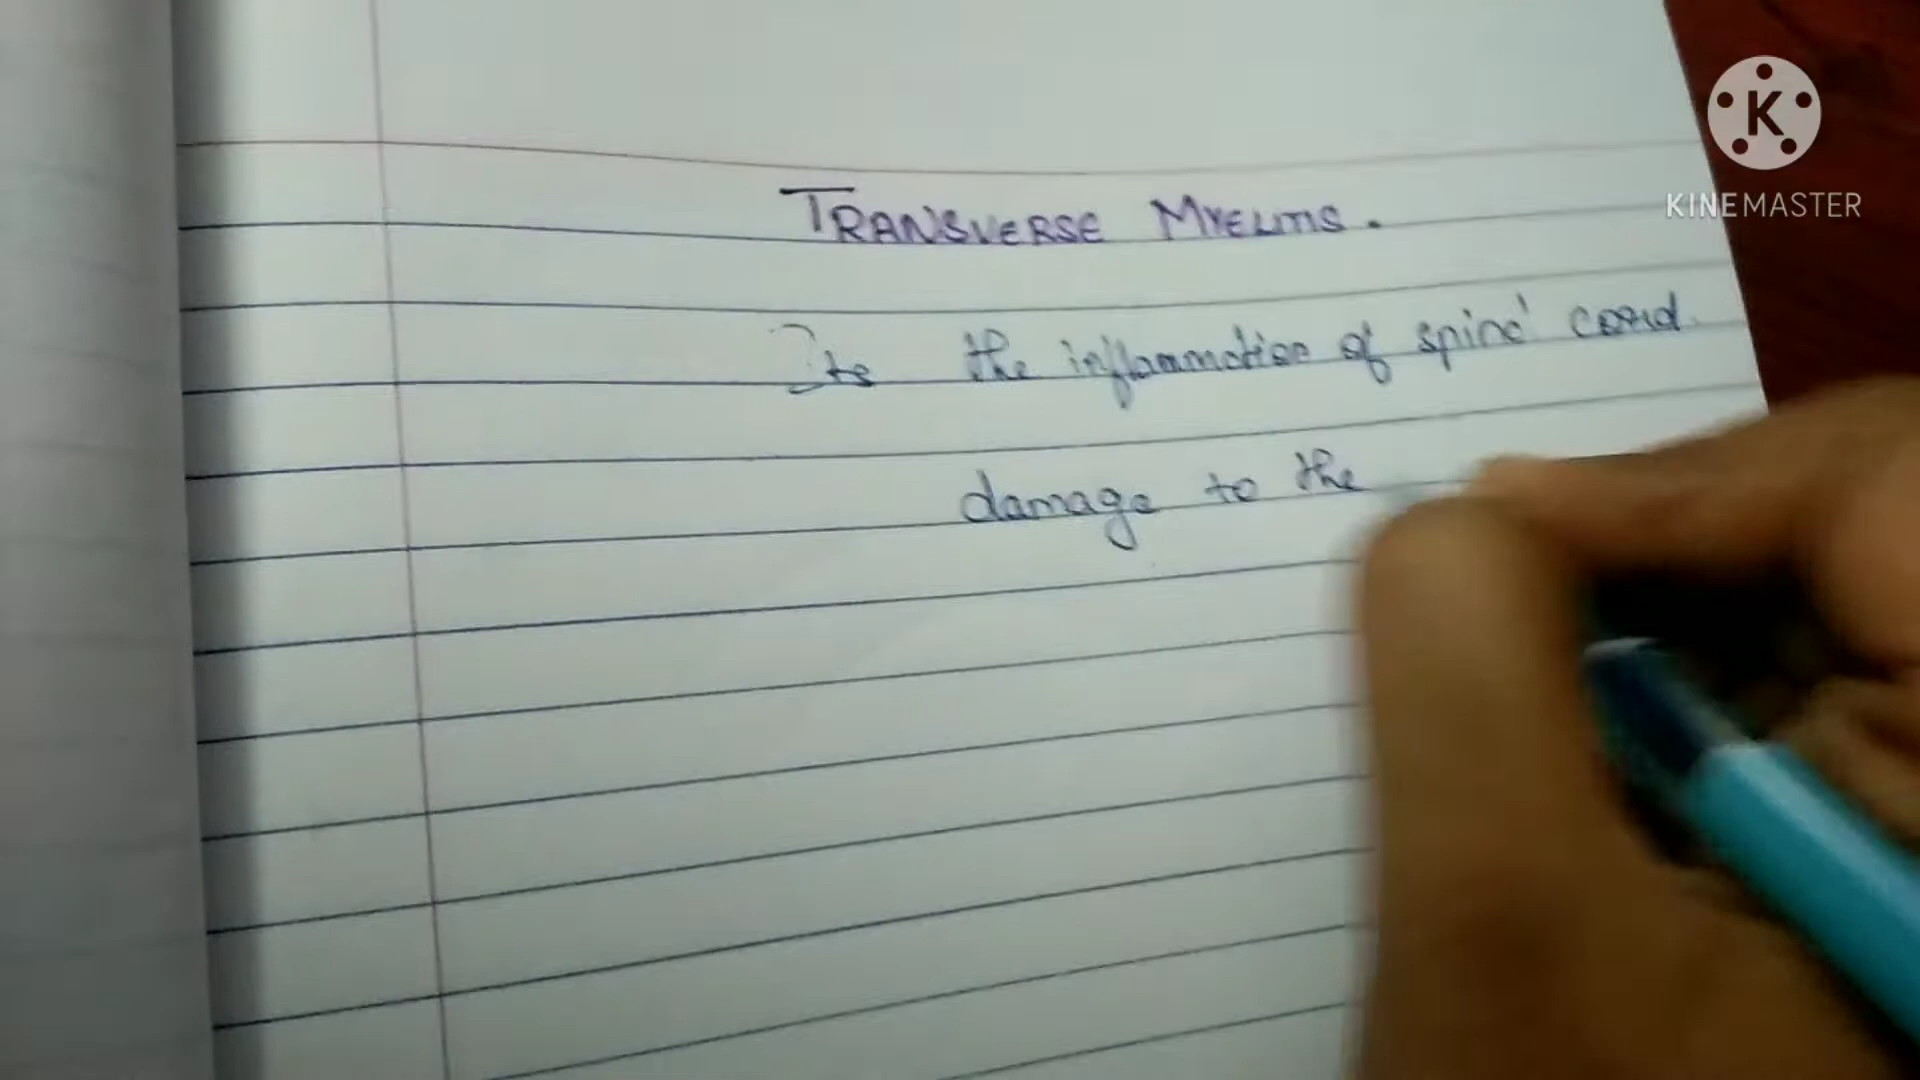 TRANSVERSE MYELITIS.
Its the inflammation of spinal cord
damage to the
KINEMASTER